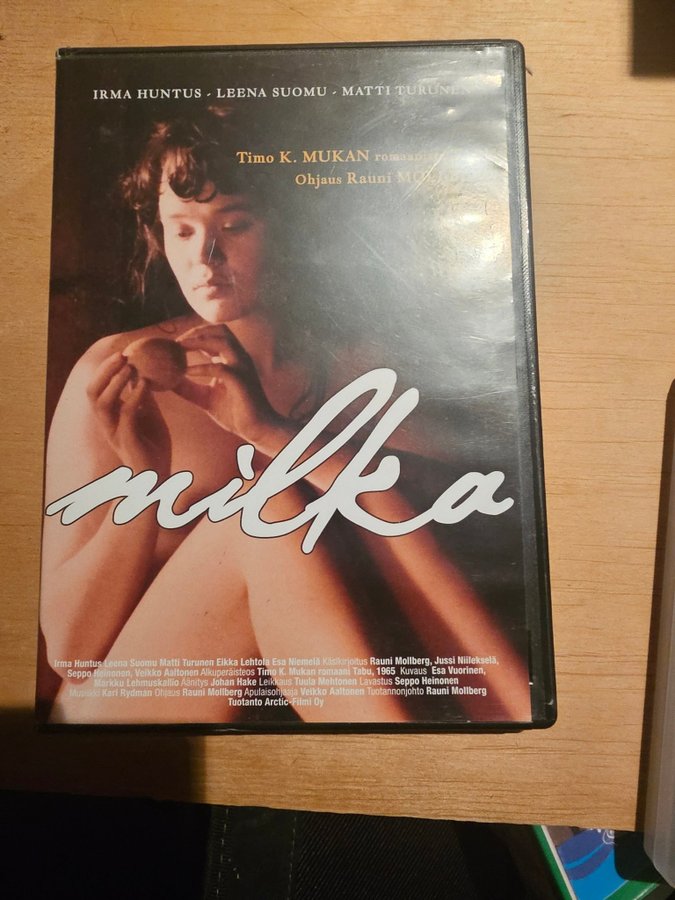 IRMA HUNTUS - LEENA SUOMU - MATTI TURUNEN
Timo K. MUKAN
Ohjaus Rauni
milka
Irma Huntus Leena Suomu Matti Turunen Eikka Lehtola Esa Niemelä Käsikirjoitus Rauni Mollberg, Jussi Niilekselä,
Seppo Heinonen, Veikko Aaltonen Alkuperäisteos Timo K. Mukan romaani Tabu, 1965 Kuvaus Esa Vuorinen,
Markku Lehmuskallio Äänitys Johan Hake Leikkaus Tuula Mehtonen Lavastus Seppo Heinonen
Musiikki Kari Rydman Ohjaus Rauni Mollberg Apulaisohjaaja Veikko Aaltonen Tuotannonjohto Rauni Mollberg
Tuotanto Arctic-Filmi Oy